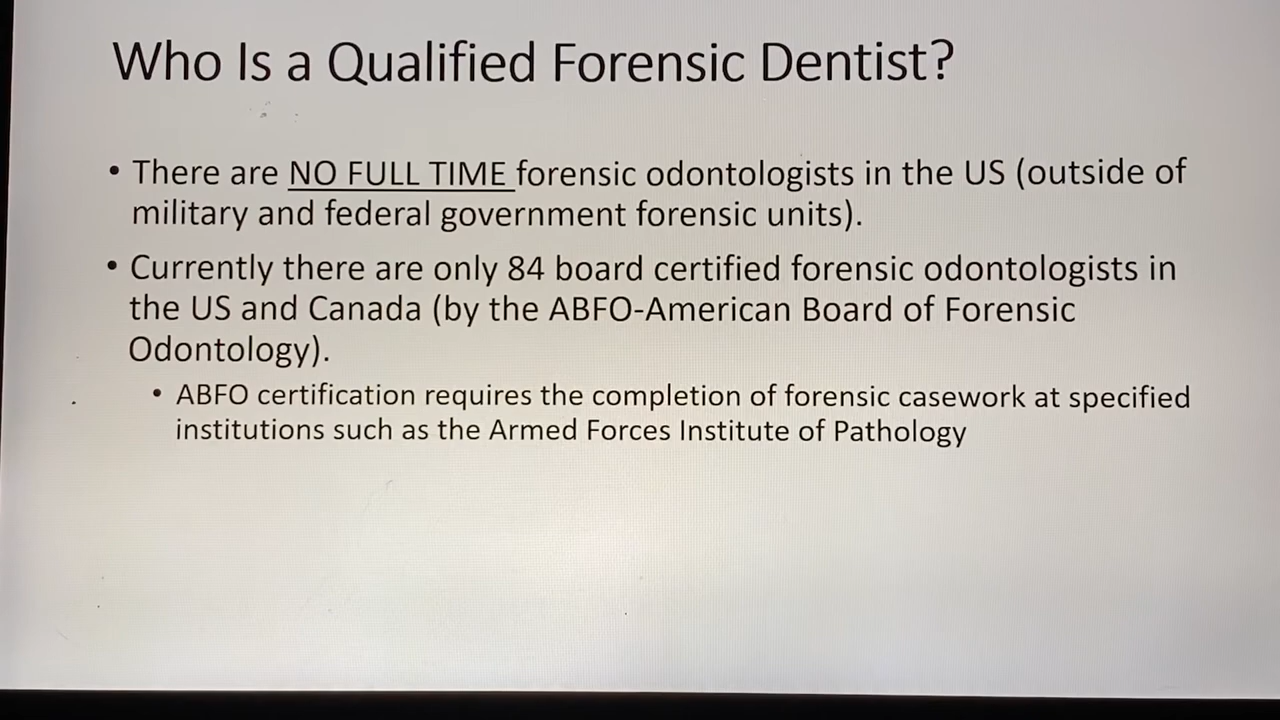 Who Is a Qualified Forensic Dentist?
• There are NO FULL TIME forensic odontologists in the US (outside of
military and federal government forensic units).
• Currently there are only 84 board certified forensic odontologists in
the US and Canada (by the ABFO-American Board of Forensic
Odontology).
• ABFO certification requires the completion of forensic casework at specified
institutions such as the Armed Forces Institute of Pathology